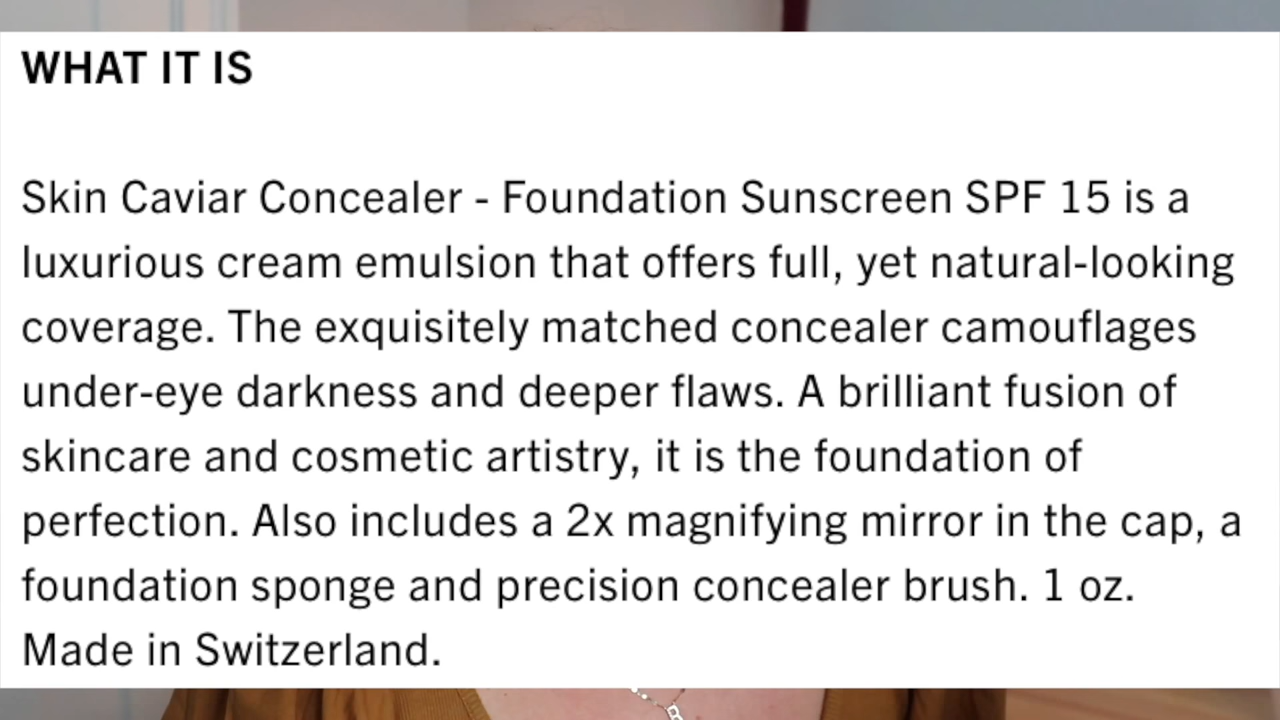 WHAT IT IS
Skin Caviar Concealer - Foundation Sunscreen SPF 15 is a
luxurious cream emulsion that offers full, yet natural-looking
coverage. The exquisitely matched concealer camouflages
under-eye darkness and deeper flaws. A brilliant fusion of
skincare and cosmetic artistry, it is the foundation of
perfection. Also includes a 2x magnifying mirror in the cap, a
foundation sponge and precision concealer brush. 1 oz.
Made in Switzerland.